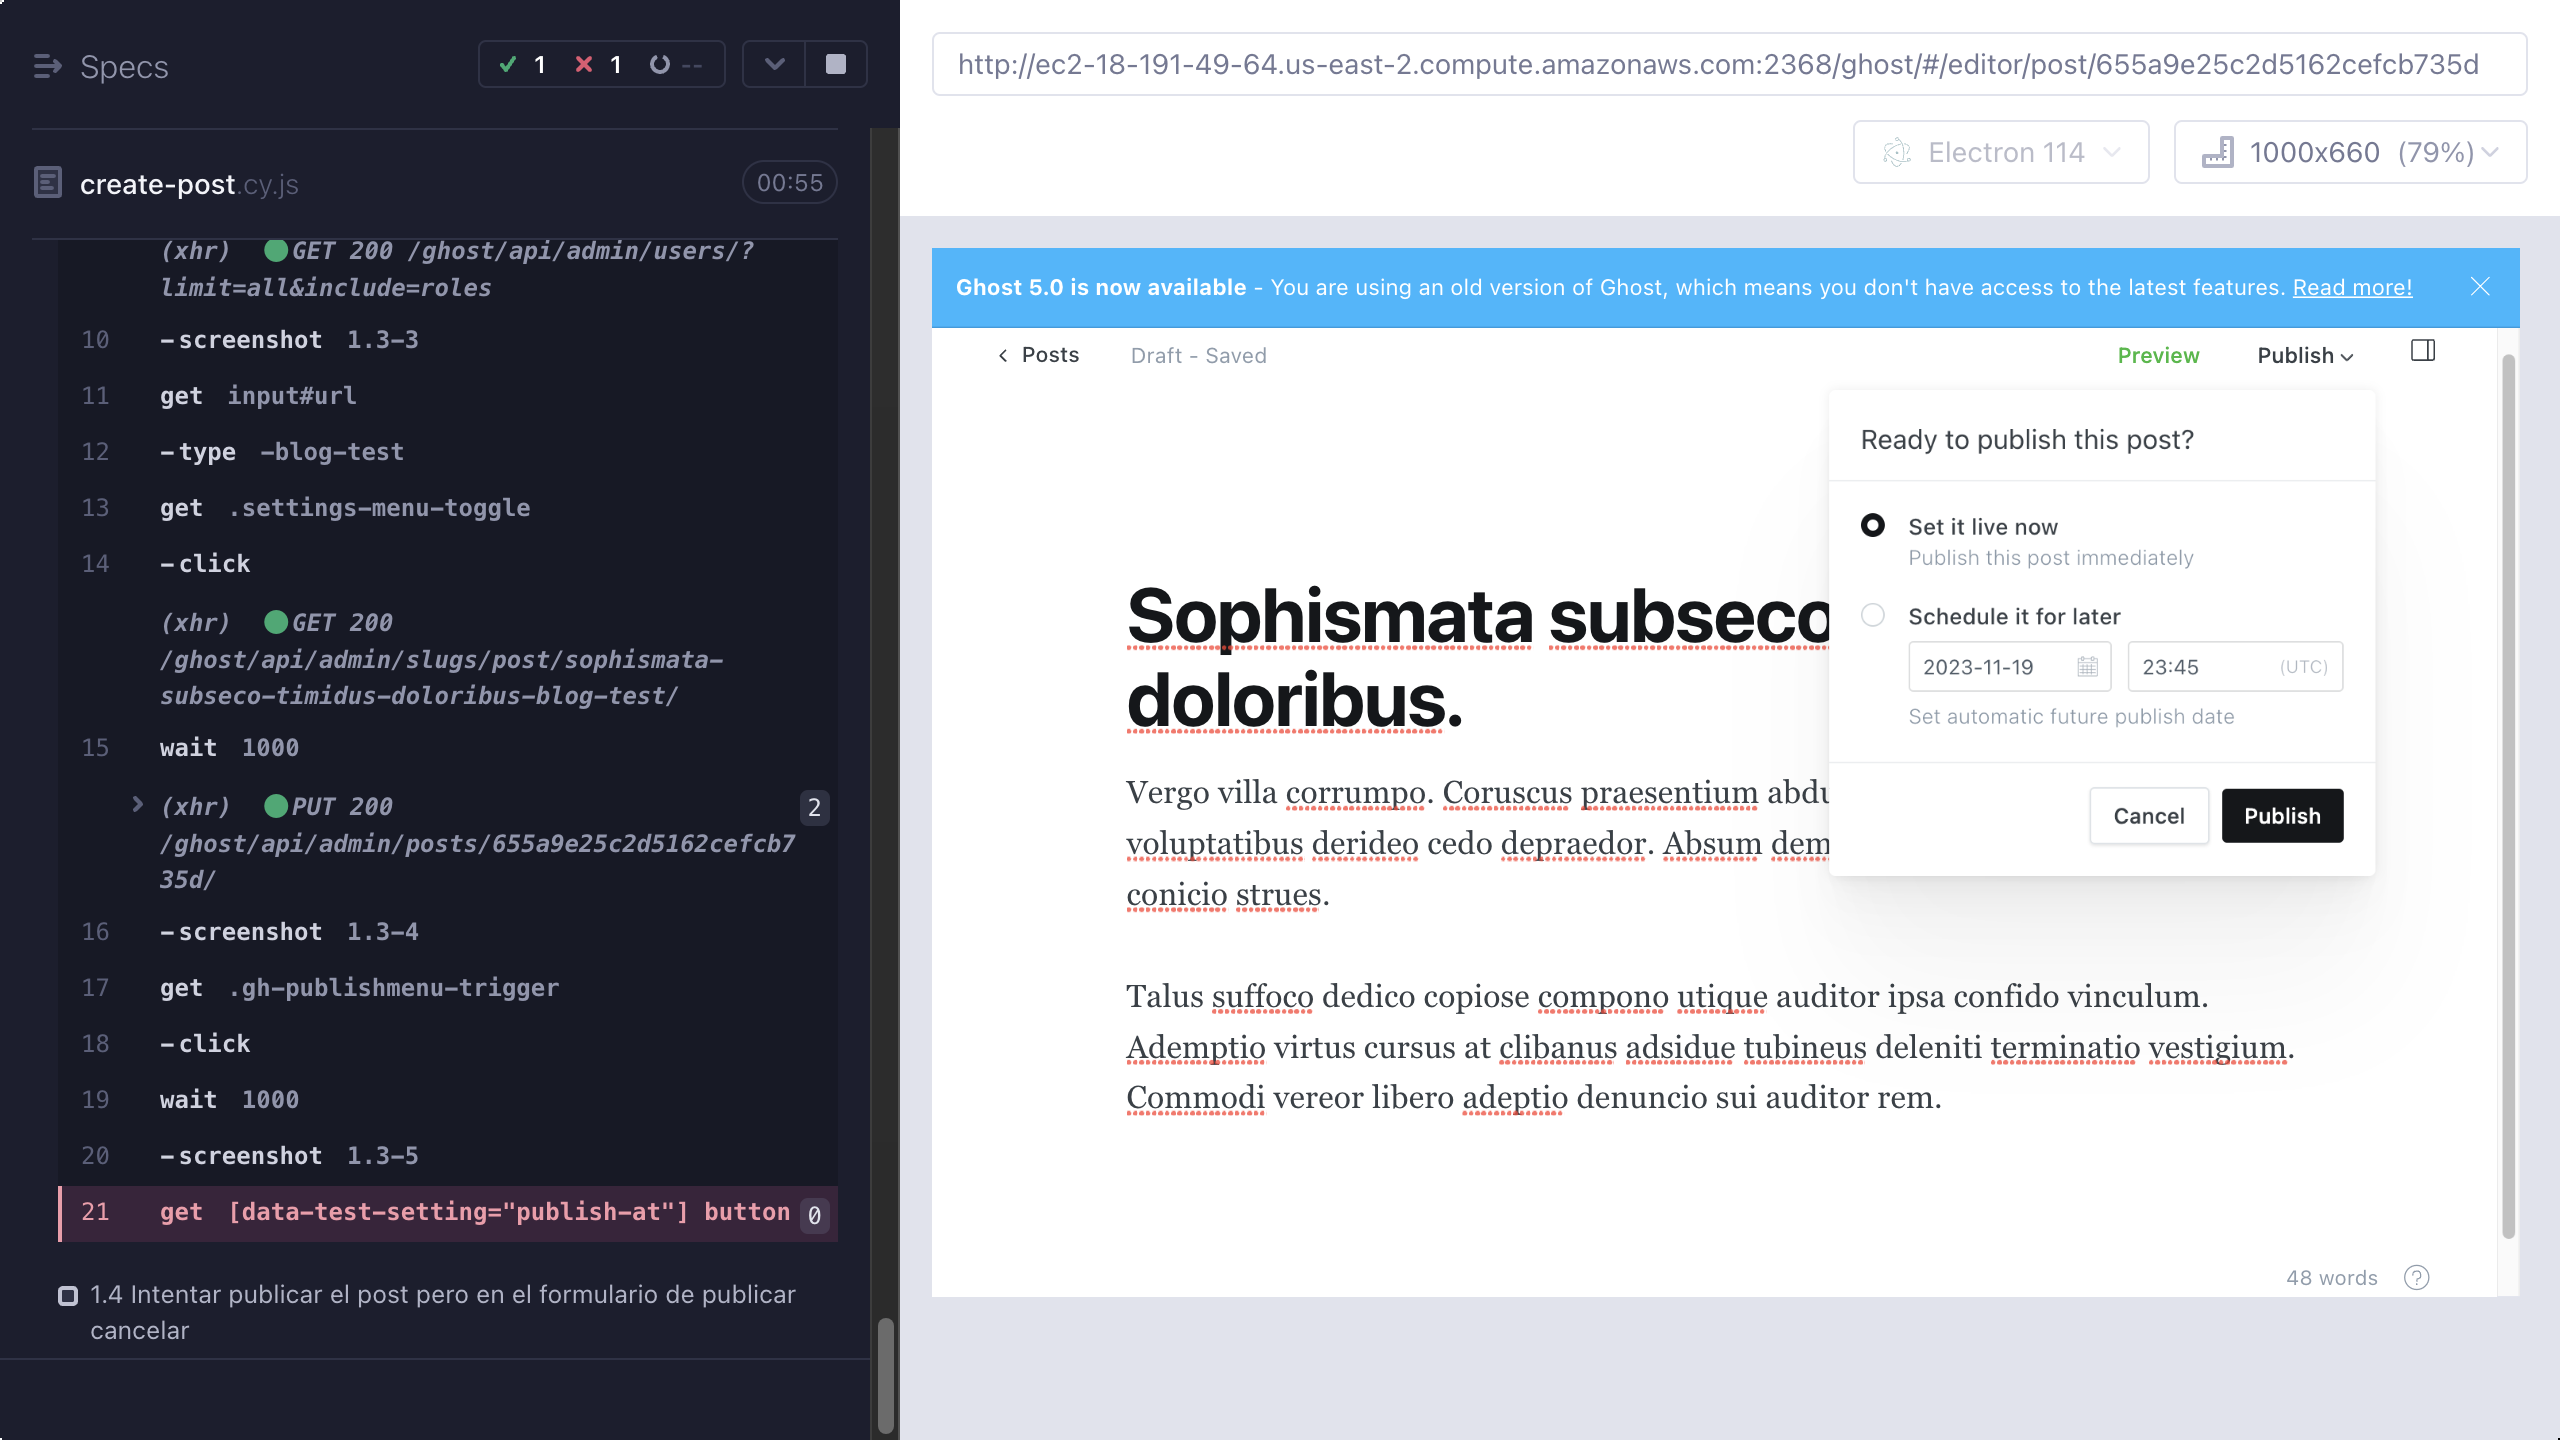 Specs
1
1
--
create-post.cy.js
00:55
(xhr) GET 200 /ghost/api/admin/users/?
limit=all&include=roles
10 -screenshot 1.3-3
11 get input#url
12 -type -blog-test
13 get .settings-menu-toggle
14 -click
(xhr) GET 200
/ghost/api/admin/slugs/post/sophismata-
subseco-timidus-doloribus-blog-test/
15 wait 1000
(xhr) PUT 200
2
/ghost/api/admin/posts/655a9e25c2d5162cefcb7
35d/
16 -screenshot 1.3-4
17 get .gh-publishmenu-trigger
18 -click
19 wait 1000
20 -screenshot 1.3-5
21 get [data-test-setting="publish-at"] button 0
1.4 Intentar publicar el post pero en el formulario de publicar
cancelar
http://ec2-18-191-49-64.us-east-2.compute.amazonaws.com:2368/ghost/#/editor/post/655a9e25c2d5162cefcb735d
Electron 114
1000x660 (79%)
Ghost 5.0 is now available - You are using an old version of Ghost, which means you don't have access to the latest features. Read more!
Posts
Draft - Saved
Preview
Publish
Ready to publish this post?
Set it live now
Publish this post immediately
Schedule it for later
2023-11-19
23:45 (UTC)
Set automatic future publish date
Cancel
Publish
Sophismata subseco
doloribus.
Vergo villa corrumpo. Coruscus praesentium abdu
voluptatibus derideo cedo depraedor. Absum dem
conicio strues.
Talus suffoco dedico copiose compono utique auditor ipsa confido vinculum.
Ademptio virtus cursus at clibanus adsidue tubineus deleniti terminatio vestigium.
Commodi vereor libero adeptio denuncio sui auditor rem.
48 words
?